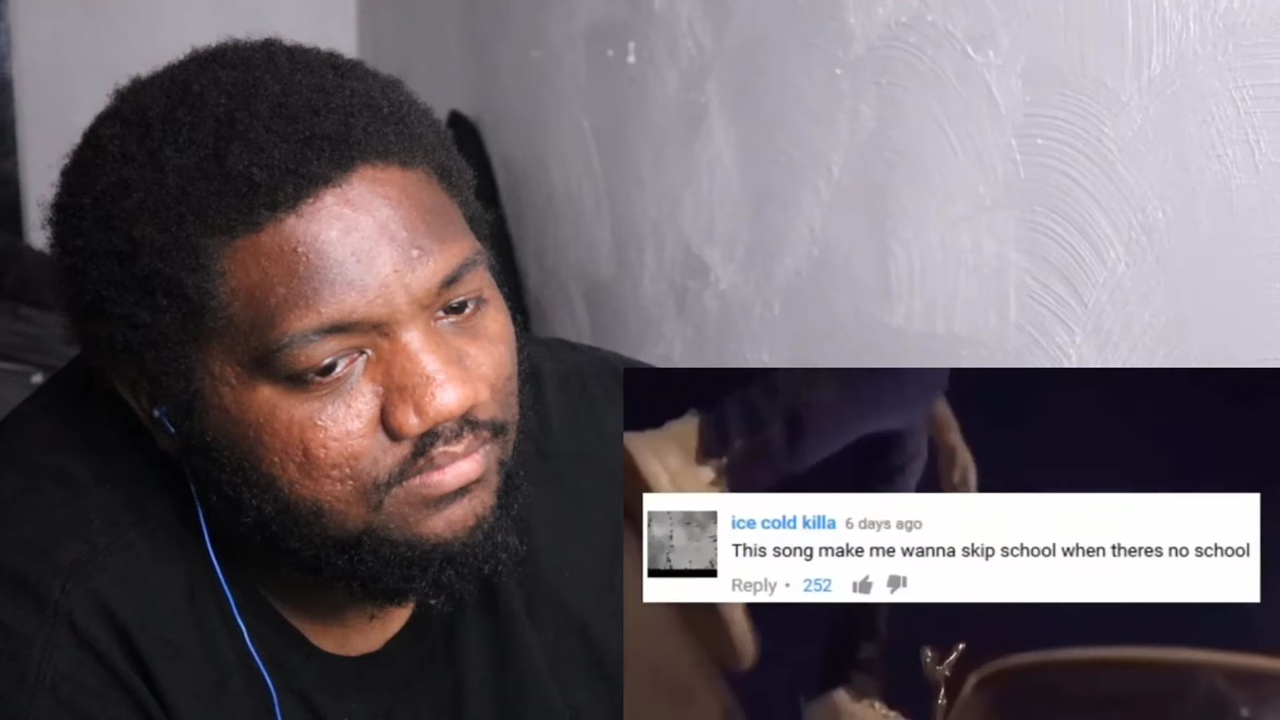 ice cold killa 6 days ago
This song make me wanna skip school when theres no school
Reply • 252